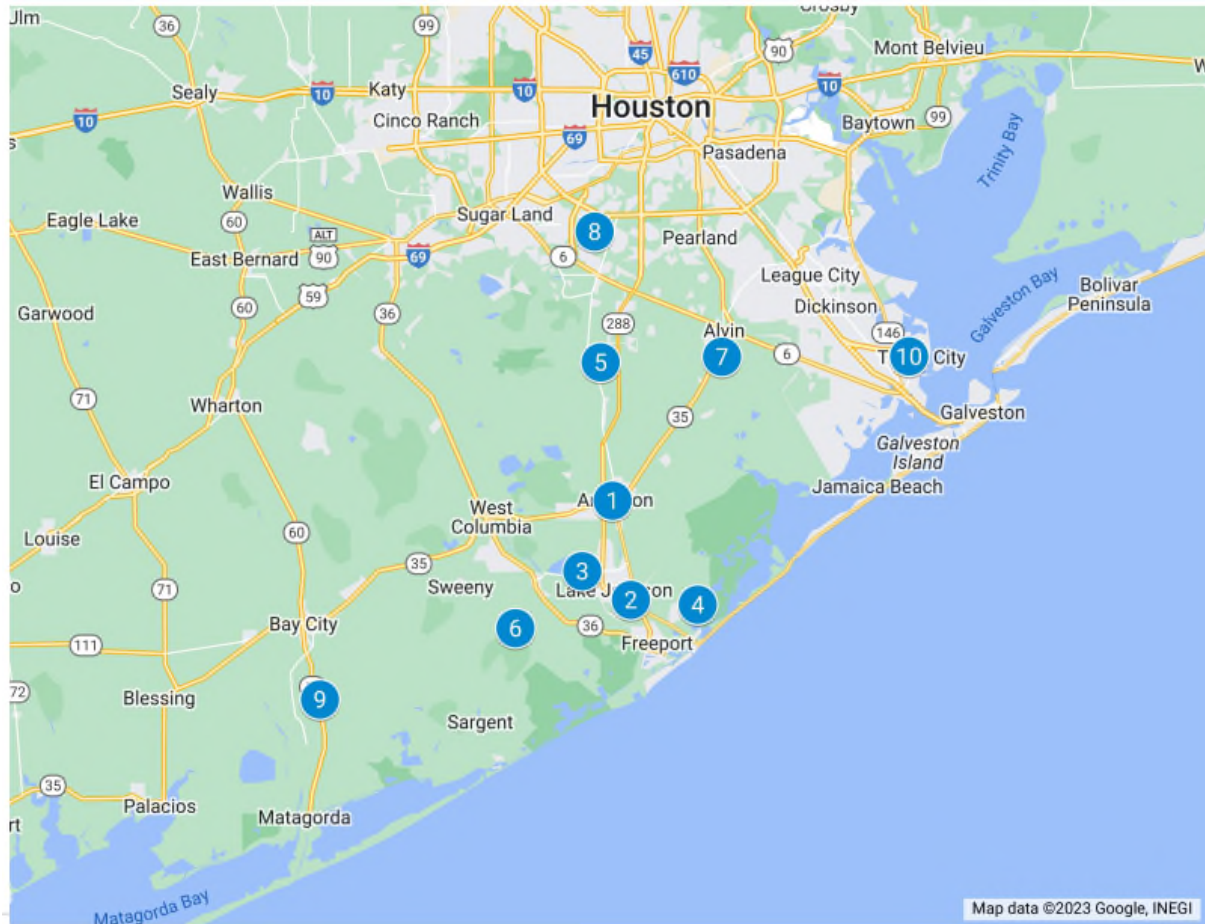 Ulm
36
99
45
90
Crosby
Mont Belvieu
610
Sealy
10
Katy
10
10
W
Houston
10
Cinco Ranch
69
Baytown
99
s
Pasadena
Trinity Bay
Wallis
60
Sugar Land
Eagle Lake
ALT
90
8
Pearland
East Bernard
69
6
League City
59
Galveston Bay
Bolivar
Peninsula
Garwood
60
36
Dickinson
288
Alvin
146
5
7
6
10
City
71
Wharton
35
Galveston
Galveston
Island
El Campo
Jamaica Beach
West
Columbia
1
Louise
60
35
3
o
71
Sweeny
2
4
Bay City
6
36
Freeport
111
72
Blessing
9
Sargent
35
Palacios
Matagorda
rt
Matagorda Bay
Map data ©2023 Google, INEGI